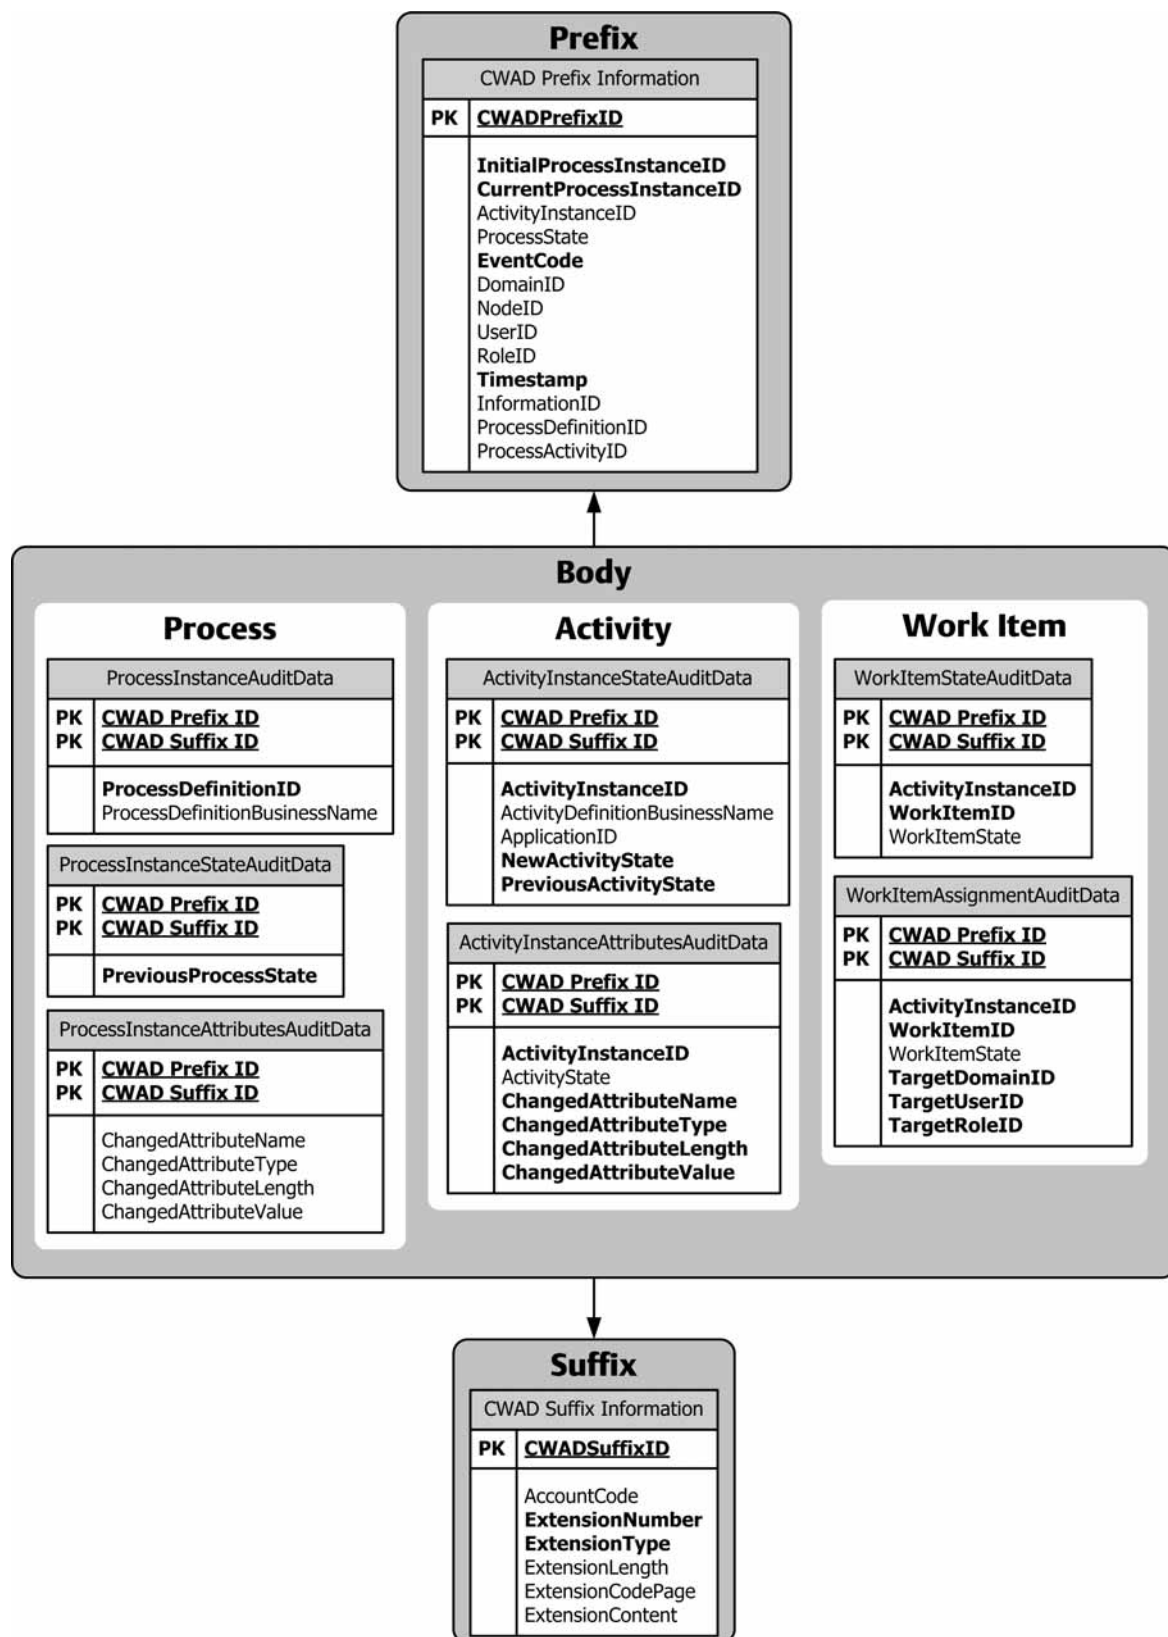 Prefix
CWAD Prefix Information
PK CWADPrefixID
InitialProcessInstanceID
CurrentProcessInstanceID
ActivityInstanceID
ProcessState
EventCode
DomainID
NodeID
UserID
RoleID
Timestamp
InformationID
ProcessDefinitionID
ProcessActivityID
Body
Process
ProcessInstanceAuditData
PK CWAD Prefix ID
PK CWAD Suffix ID
ProcessDefinitionID
ProcessDefinitionBusinessName
ProcessInstanceStateAuditData
PK CWAD Prefix ID
PK CWAD Suffix ID
PreviousProcessState
ProcessInstanceAttributesAuditData
PK CWAD Prefix ID
PK CWAD Suffix ID
ChangedAttributeName
ChangedAttributeType
ChangedAttributeLength
ChangedAttributeValue
Activity
ActivityInstanceStateAuditData
PK CWAD Prefix ID
PK CWAD Suffix ID
ActivityInstanceID
ActivityDefinitionBusinessName
ApplicationID
NewActivityState
PreviousActivityState
ActivityInstanceAttributesAuditData
PK CWAD Prefix ID
PK CWAD Suffix ID
ActivityInstanceID
ActivityState
ChangedAttributeName
ChangedAttributeType
ChangedAttributeLength
ChangedAttributeValue
Work Item
WorkItemStateAuditData
PK CWAD Prefix ID
PK CWAD Suffix ID
ActivityInstanceID
WorkItemID
WorkItemState
WorkItemAssignmentAuditData
PK CWAD Prefix ID
PK CWAD Suffix ID
ActivityInstanceID
WorkItemID
WorkItemState
TargetDomainID
TargetUserID
TargetRoleID
Suffix
CWAD Suffix Information
PK CWADSuffixID
AccountCode
ExtensionNumber
ExtensionType
ExtensionLength
ExtensionCodePage
ExtensionContent